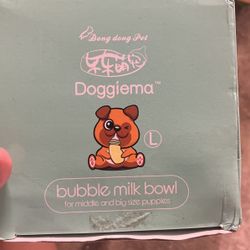 Dong dong Pet
Doggiema™
L
bubble milk bowl
for middle and big size puppies